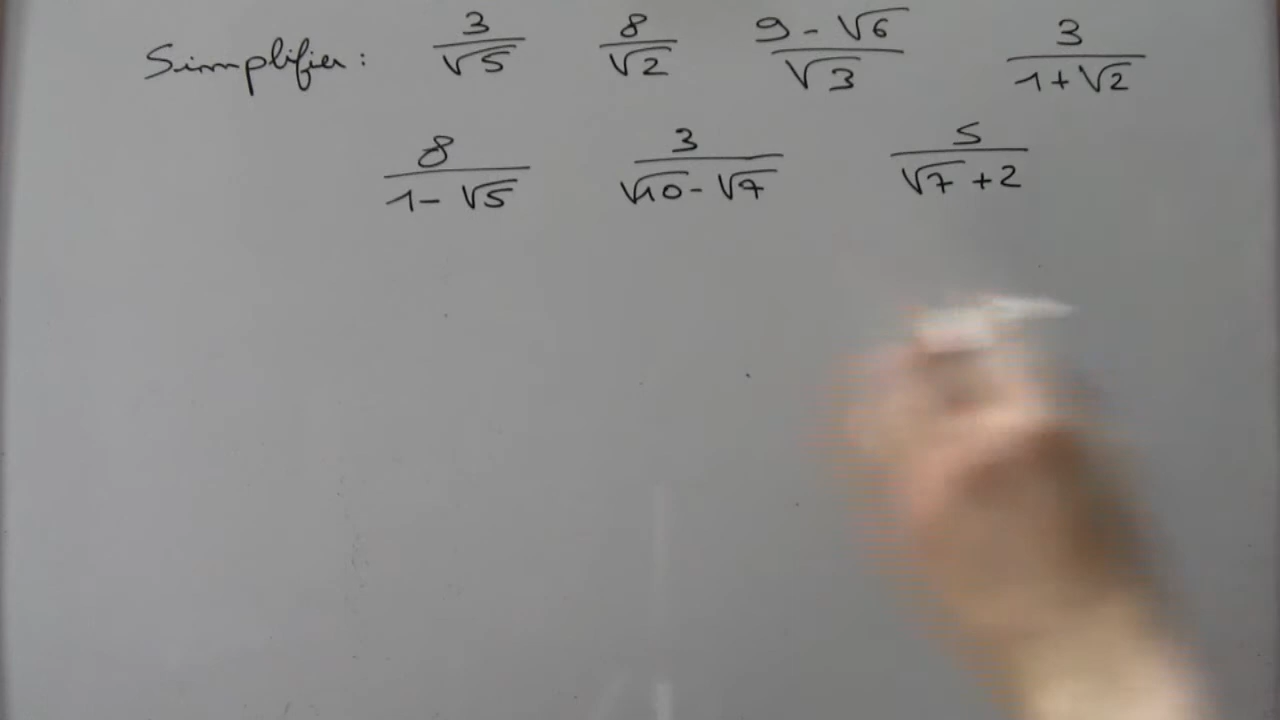 Simplifier : 3/√5 8/√2 (9-√6)/√3 3/(1+√2)
8/(1-√5) 3/(√10-√7) 5/(√7+2)